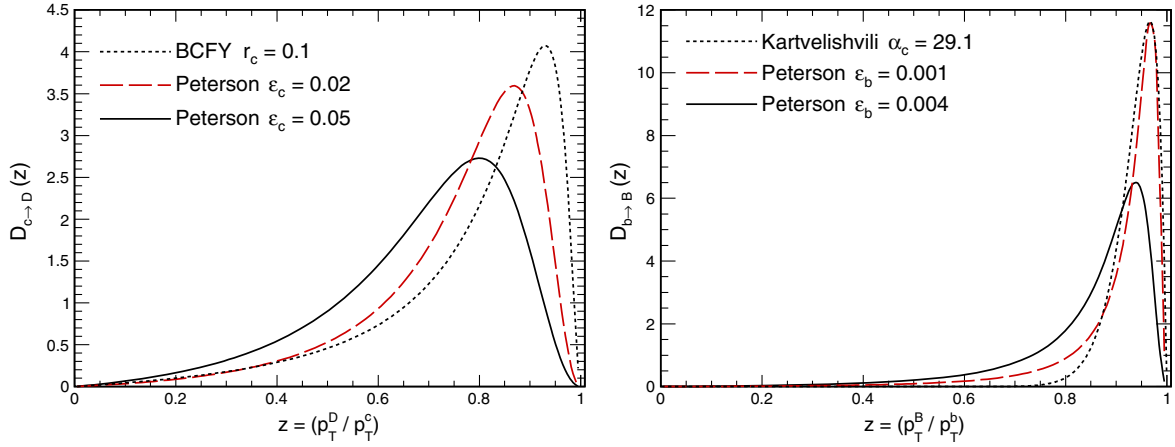 4.5
4
3.5
3
2.5
2
1.5
1
0.5
0
D_{c→D}(z)
BCFY r_c = 0.1
Peterson ε_c = 0.02
Peterson ε_c = 0.05
0 0.2 0.4 0.6 0.8 1
z = (p_T^D / p_T^c)
12
10
8
6
4
2
0
D_{b→B}(z)
Kartvelishvili α_c = 29.1
Peterson ε_b = 0.001
Peterson ε_b = 0.004
0 0.2 0.4 0.6 0.8 1
z = (p_T^B / p_T^b)